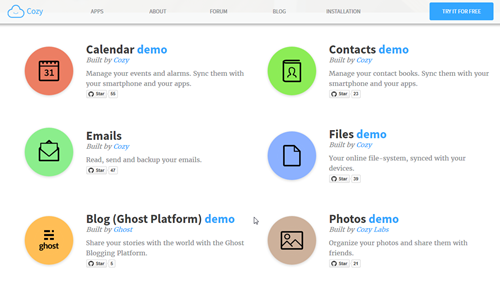 Cozy
APPS
ABOUT
FORUM
BLOG
INSTALLATION
TRY IT FOR FREE
31
Calendar demo
Built by Cozy
Manage your events and alarms. Sync them with
your smartphone and your apps.
Star 55
Contacts demo
Built by Cozy
Manage your contact books. Sync them with your
smartphone and your apps.
Star 23
Emails
Built by Cozy
Read, send and backup your emails.
Star 47
Files demo
Built by Cozy
Your online file-system, synced with your
devices.
Star 39
ghost
Blog (Ghost Platform) demo
Built by Ghost
Share your stories with the world with the Ghost
Blogging Platform.
Star 5
Photos demo
Built by Cozy Labs
Organize your photos and share them with
friends.
Star 21